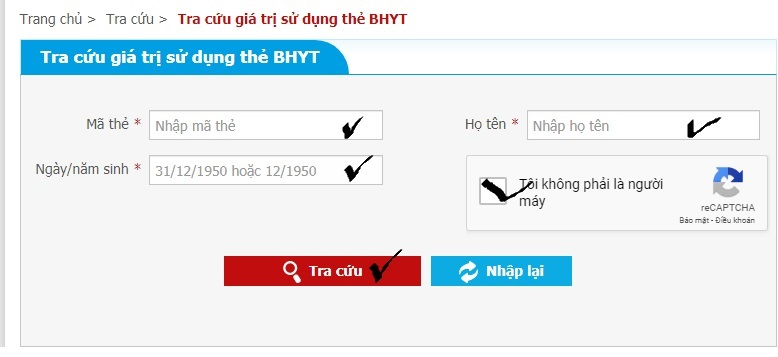 Trang chủ > Tra cứu > Tra cứu giá trị sử dụng thẻ BHYT
Tra cứu giá trị sử dụng thẻ BHYT
Mã thẻ * Nhập mã thẻ Họ tên * Nhập họ tên
Ngày/năm sinh * 31/12/1950 hoặc 12/1950
Tôi không phải là người
máy
reCAPTCHA
Bảo mật - Điều khoản
Tra cứu Nhập lại